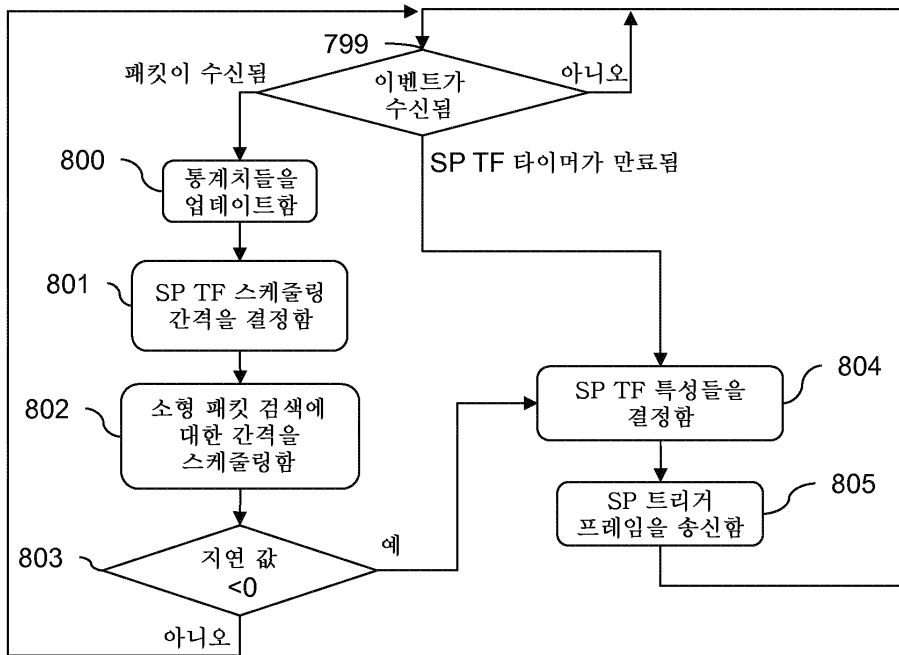 799
패킷이 수신됨
이벤트가
수신됨
아니오
SP TF 타이머가 만료됨
800
통계치들을
업데이트함
801
SP TF 스케줄링
간격을 결정함
802
소형 패킷 검색에
대한 간격을
스케줄링함
803
지연 값
<0
예
아니오
804
SP TF 특성들을
결정함
805
SP 트리거
프레임을 송신함